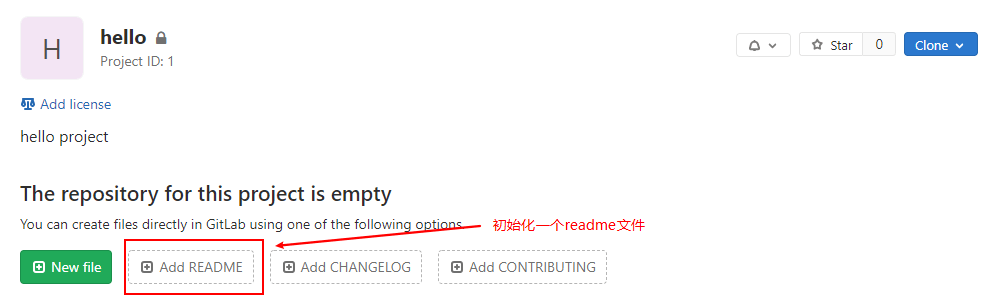 H
hello
Project ID: 1
Star 0
Clone
Add license
hello project
The repository for this project is empty
You can create files directly in GitLab using one of the following options.
初始化一个readme文件
New file
Add README
Add CHANGELOG
Add CONTRIBUTING